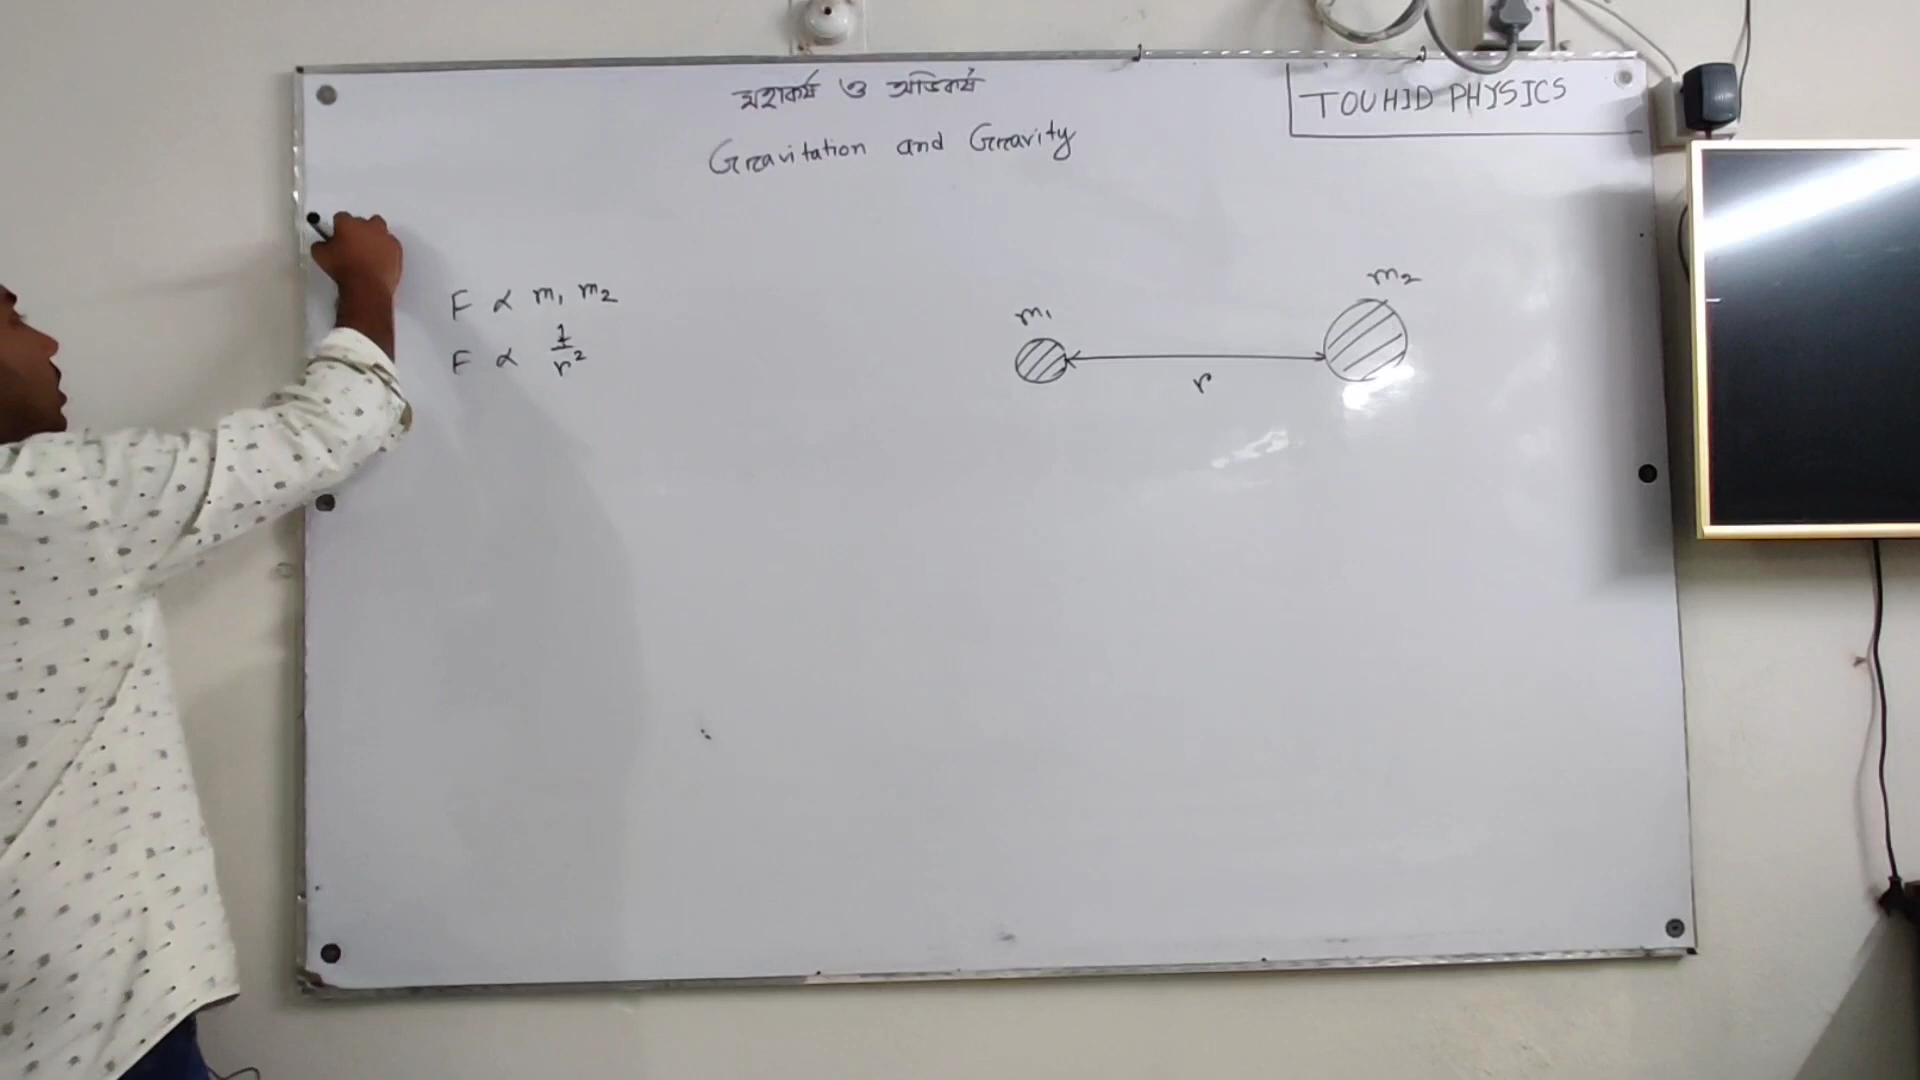 মহাকর্ষ ও অভিকর্ষ
TOUHID PHYSICS
Gravitation and Gravity
F ∝ m₁ m₂
F ∝ 1/r²
m₁
m₂
r